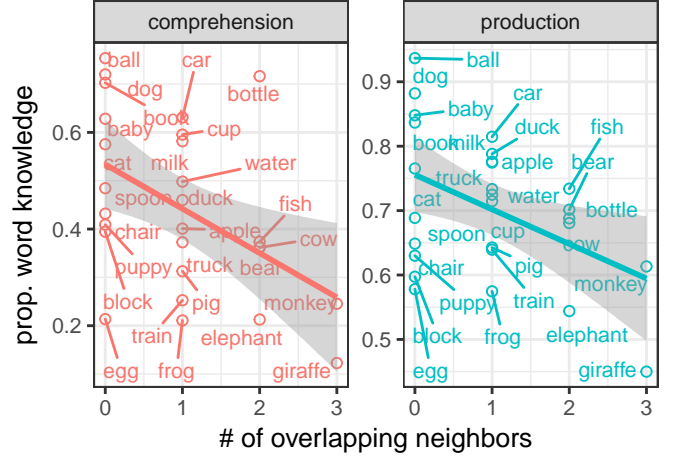 comprehension
production
prop. word knowledge
0.6
0.4
0.2
ball
dog
car
bottle
book
baby
cup
cat
milk
water
spoon
duck
fish
chair
apple
cow
puppy
truck
bear
block
pig
monkey
train
elephant
egg
frog
giraffe
0
1
2
3
0.9
0.8
0.7
0.6
0.5
ball
dog
baby
car
fish
book
milk
duck
apple
bear
truck
cat
water
bottle
spoon
cup
cow
chair
pig
puppy
train
monkey
block
frog
elephant
egg
giraffe
0
1
2
3
# of overlapping neighbors